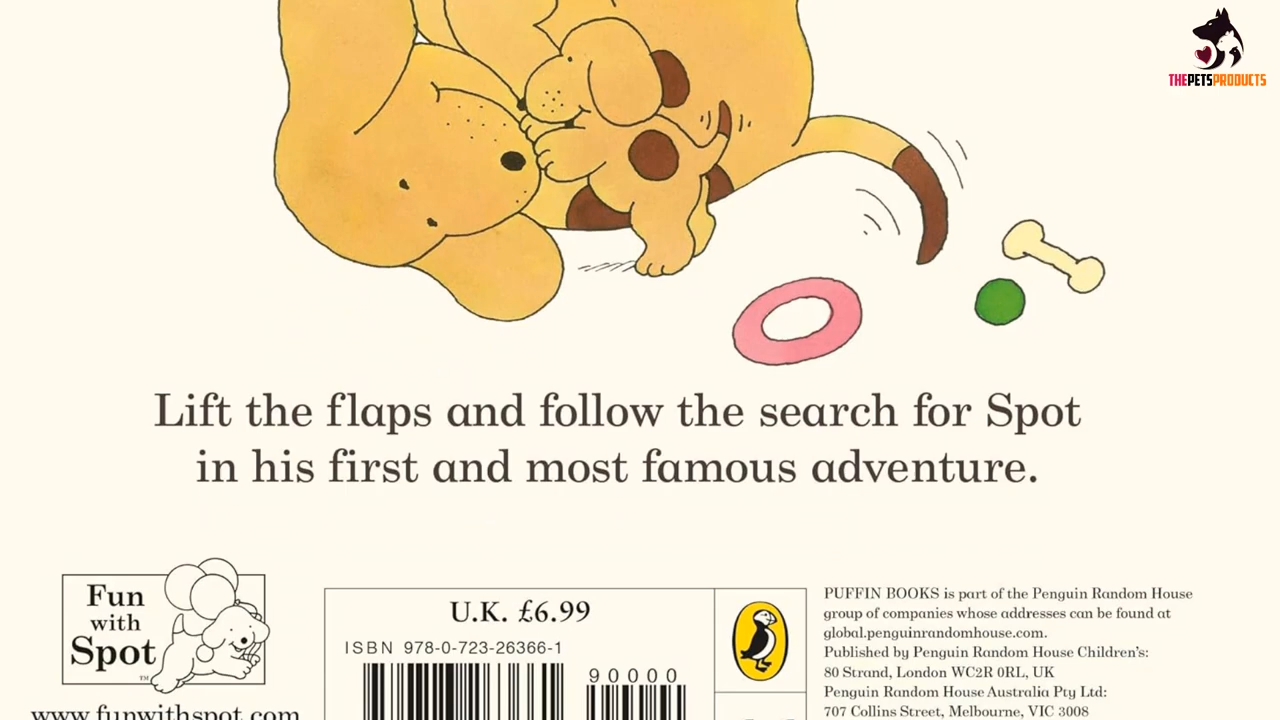 THEPETSPRODUCTS
Lift the flaps and follow the search for Spot
in his first and most famous adventure.
Fun
with
Spot
TM
www.funwithspot.com
U.K. £6.99
ISBN 978-0-723-26366-1
90000
PUFFIN BOOKS is part of the Penguin Random House
group of companies whose addresses can be found at
global.penguinrandomhouse.com.
Published by Penguin Random House Children's:
80 Strand, London WC2R 0RL, UK
Penguin Random House Australia Pty Ltd:
707 Collins Street, Melbourne, VIC 3008